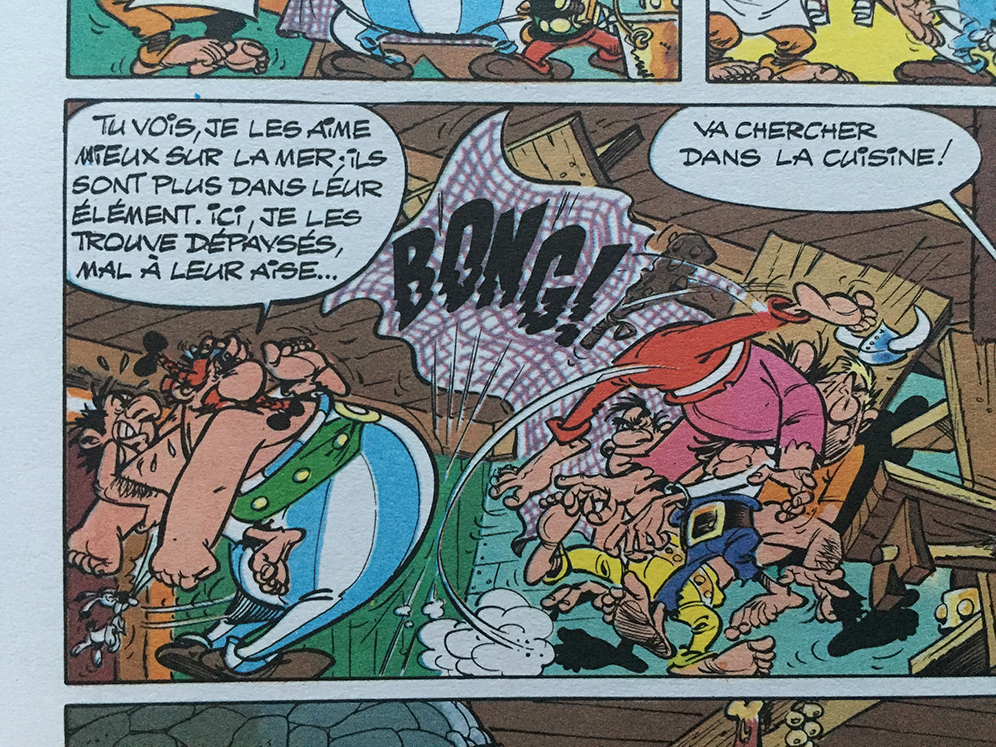 TU VOIS, JE LES AIME
MIEUX SUR LA MER; ILS
SONT PLUS DANS LEUR
ÉLÉMENT. ICI, JE LES
TROUVE DÉPAYSÉS,
MAL À LEUR AISE...
BONG!
VA CHERCHER
DANS LA CUISINE!